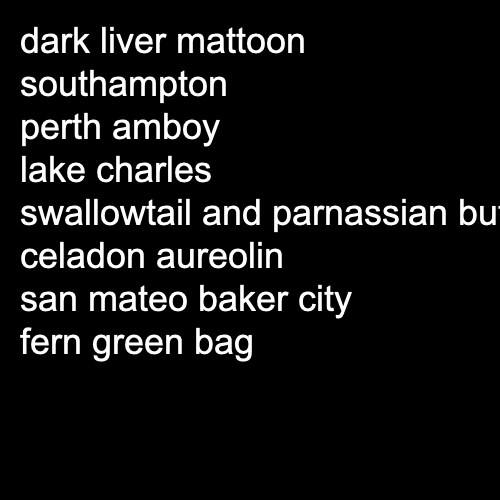 dark liver mattoon
southampton
perth amboy
lake charles
swallowtail and parnassian
celadon aureolin
san mateo baker city
fern green bag